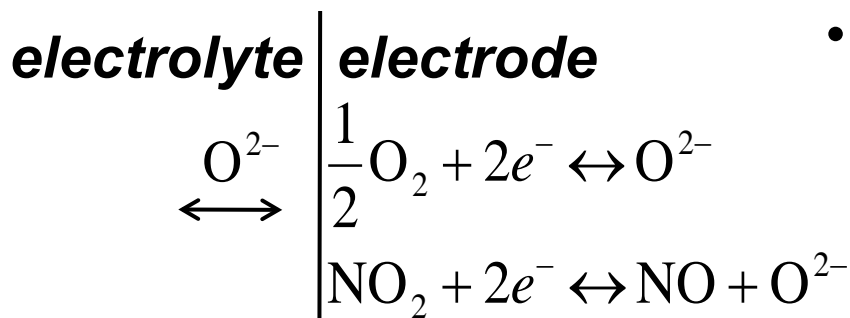 electrolyte | electrode •
O²⁻ ½O₂ + 2e⁻ ↔ O²⁻
↔
NO₂ + 2e⁻ ↔ NO + O²⁻